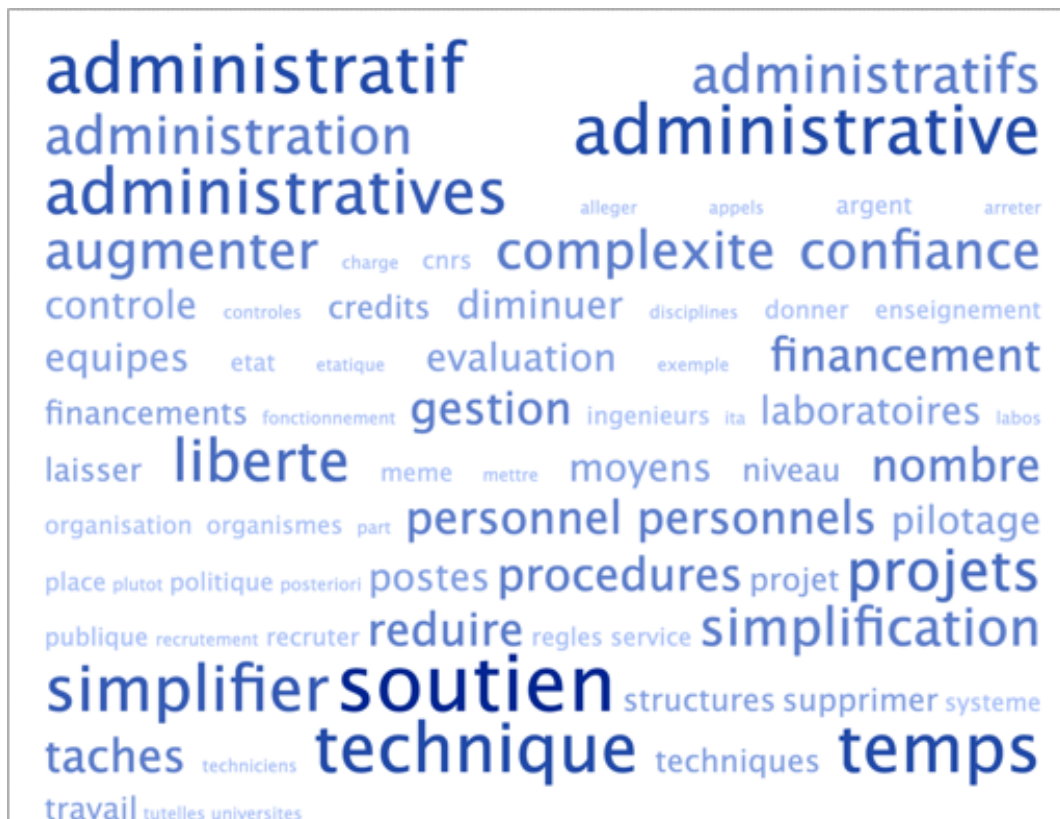 administratif administratifs
administration administrative
administratives alleger appels argent arreter
augmenter charge cnrs complexite confiance
controle controles credits diminuer disciplines donner enseignement
equipes etat etatique evaluation exemple financement
financements fonctionnement gestion ingenieurs ita laboratoires labos
laisser liberte meme mettre moyens niveau nombre
organisation organismes part personnel personnels pilotage
place plutot politique posteriori postes procedures projet projets
publique recrutement recruter reduire regles service simplification
simplifier soutien structures supprimer systeme
taches techniciens technique techniques temps
travail tutelles universites